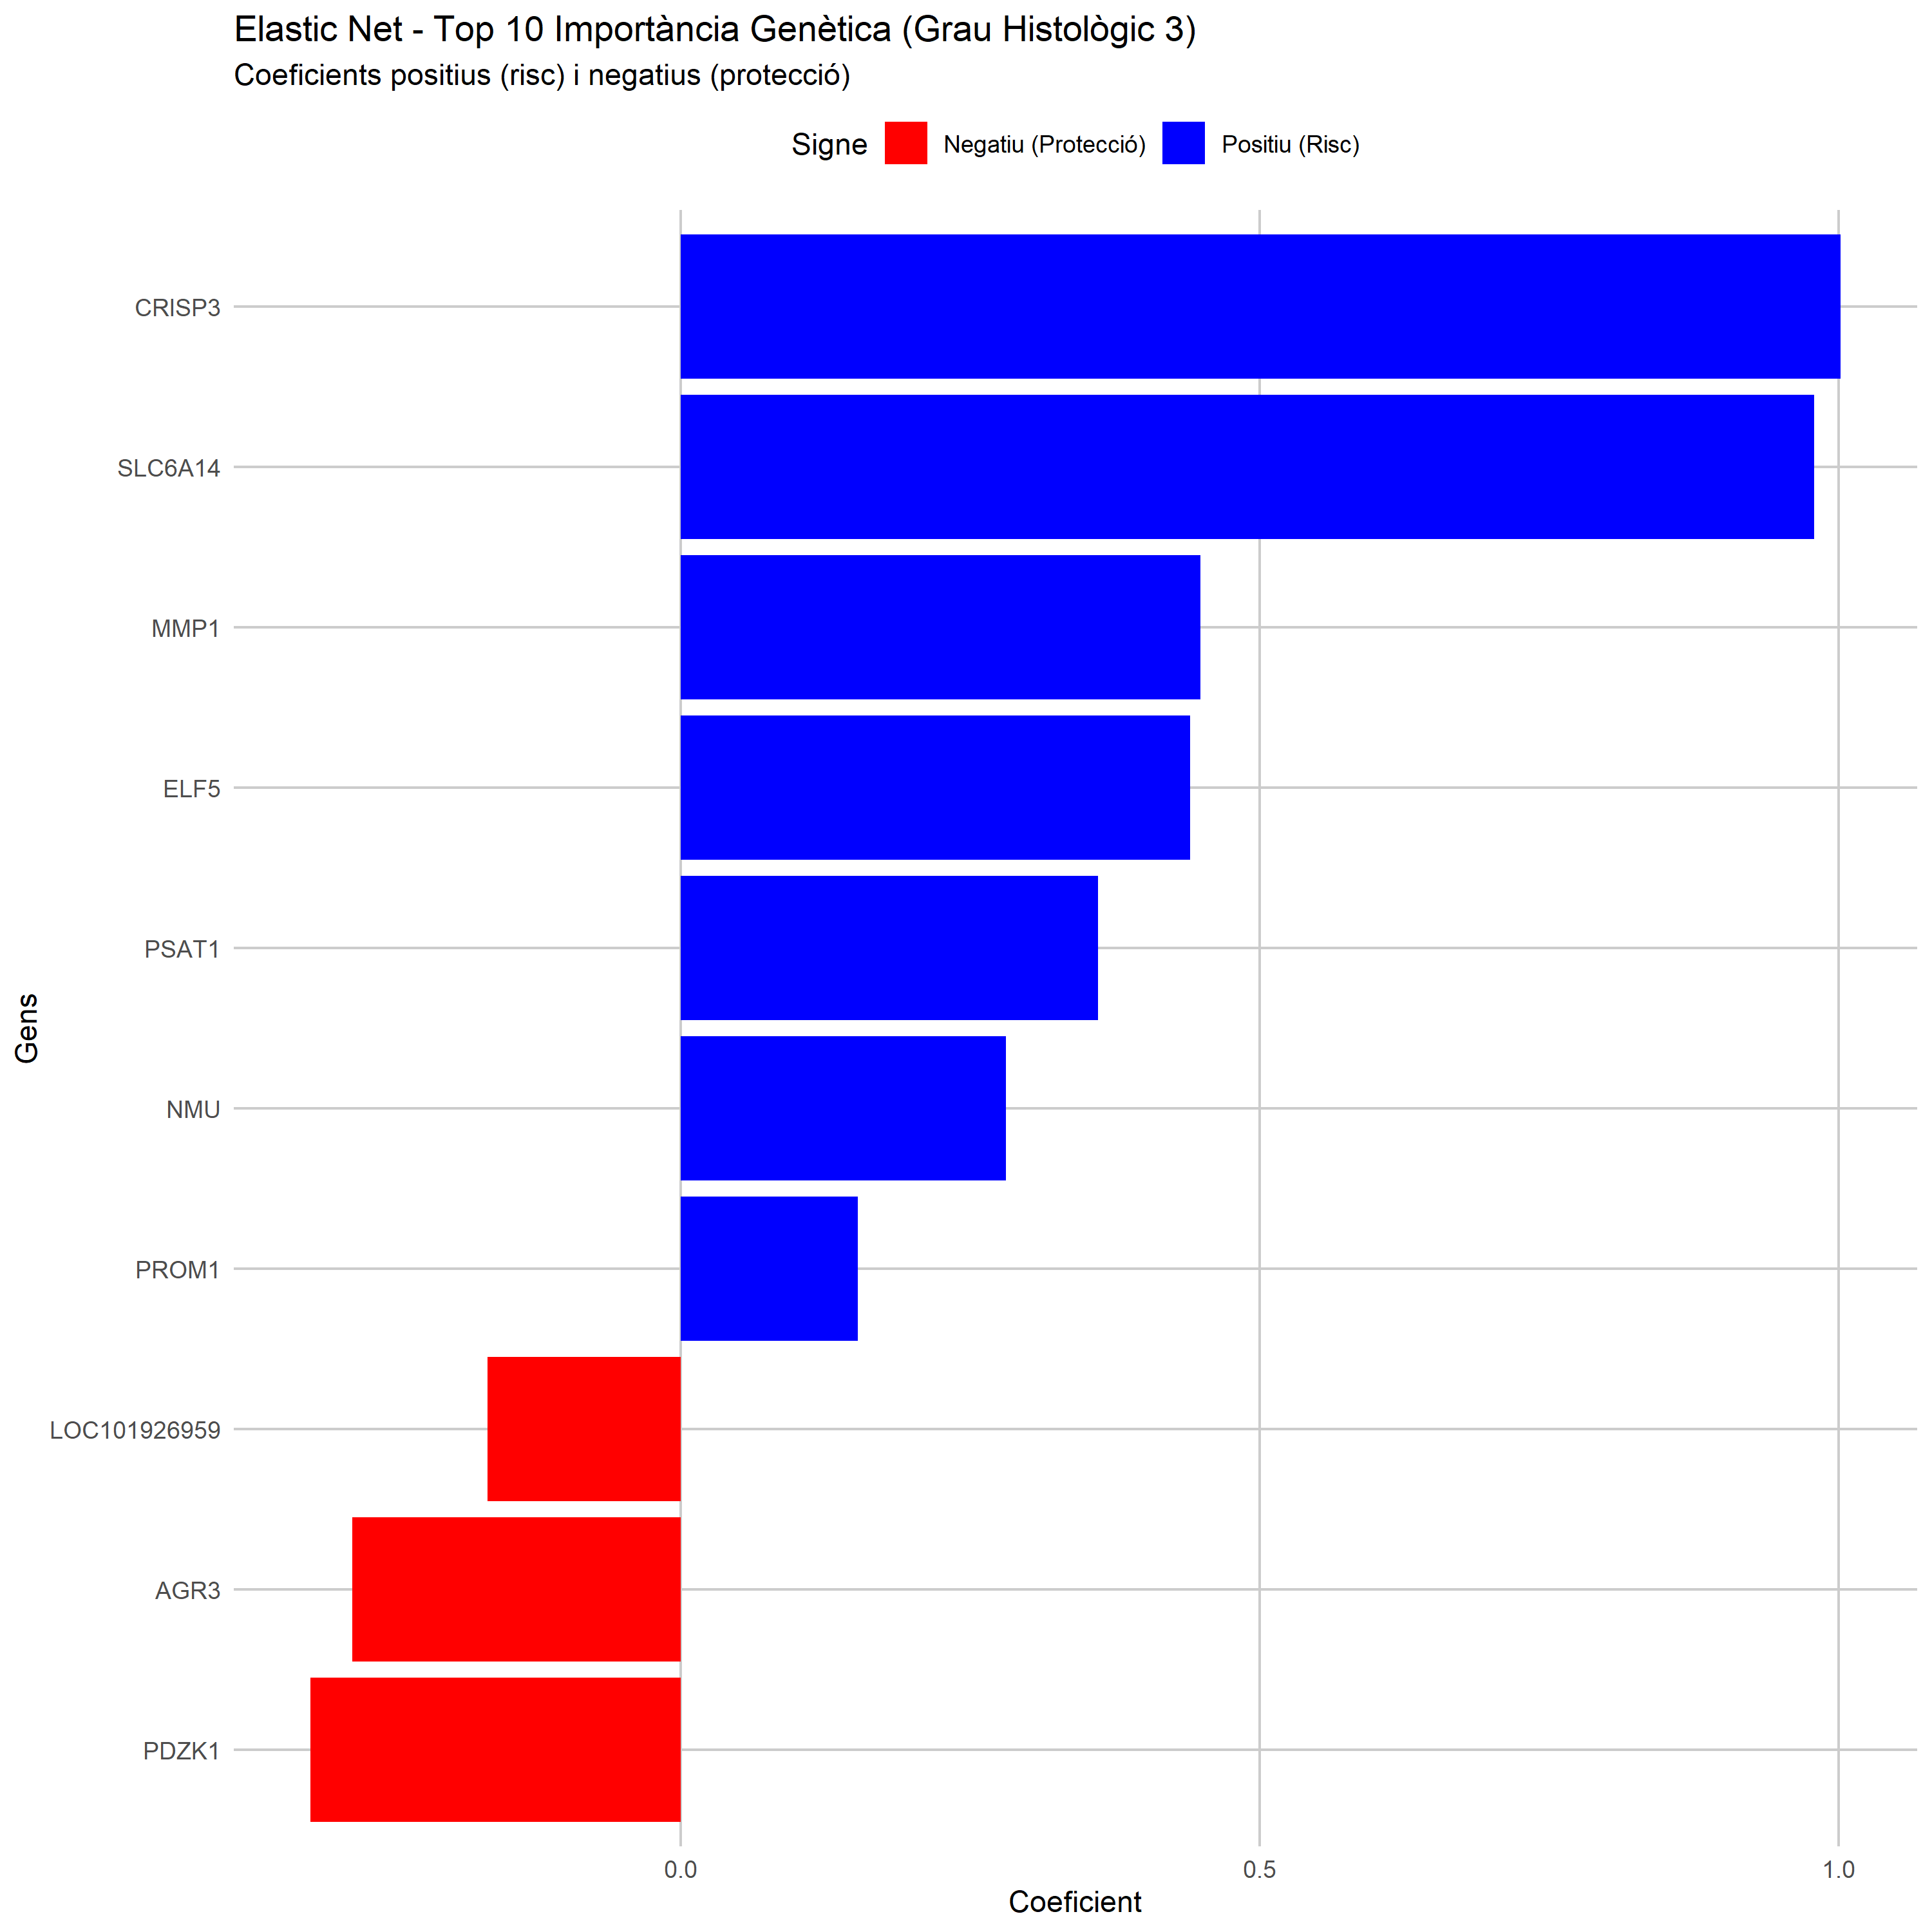 Elastic Net - Top 10 Importància Genètica (Grau Histològic 3)
Coeficients positius (risc) i negatius (protecció)
Signe Negatiu (Protecció) Positiu (Risc)
CRISP3
SLC6A14
MMP1
ELF5
PSAT1
Gens
NMU
PROM1
LOC101926959
AGR3
PDZK1
0.0 0.5 1.0
Coeficient